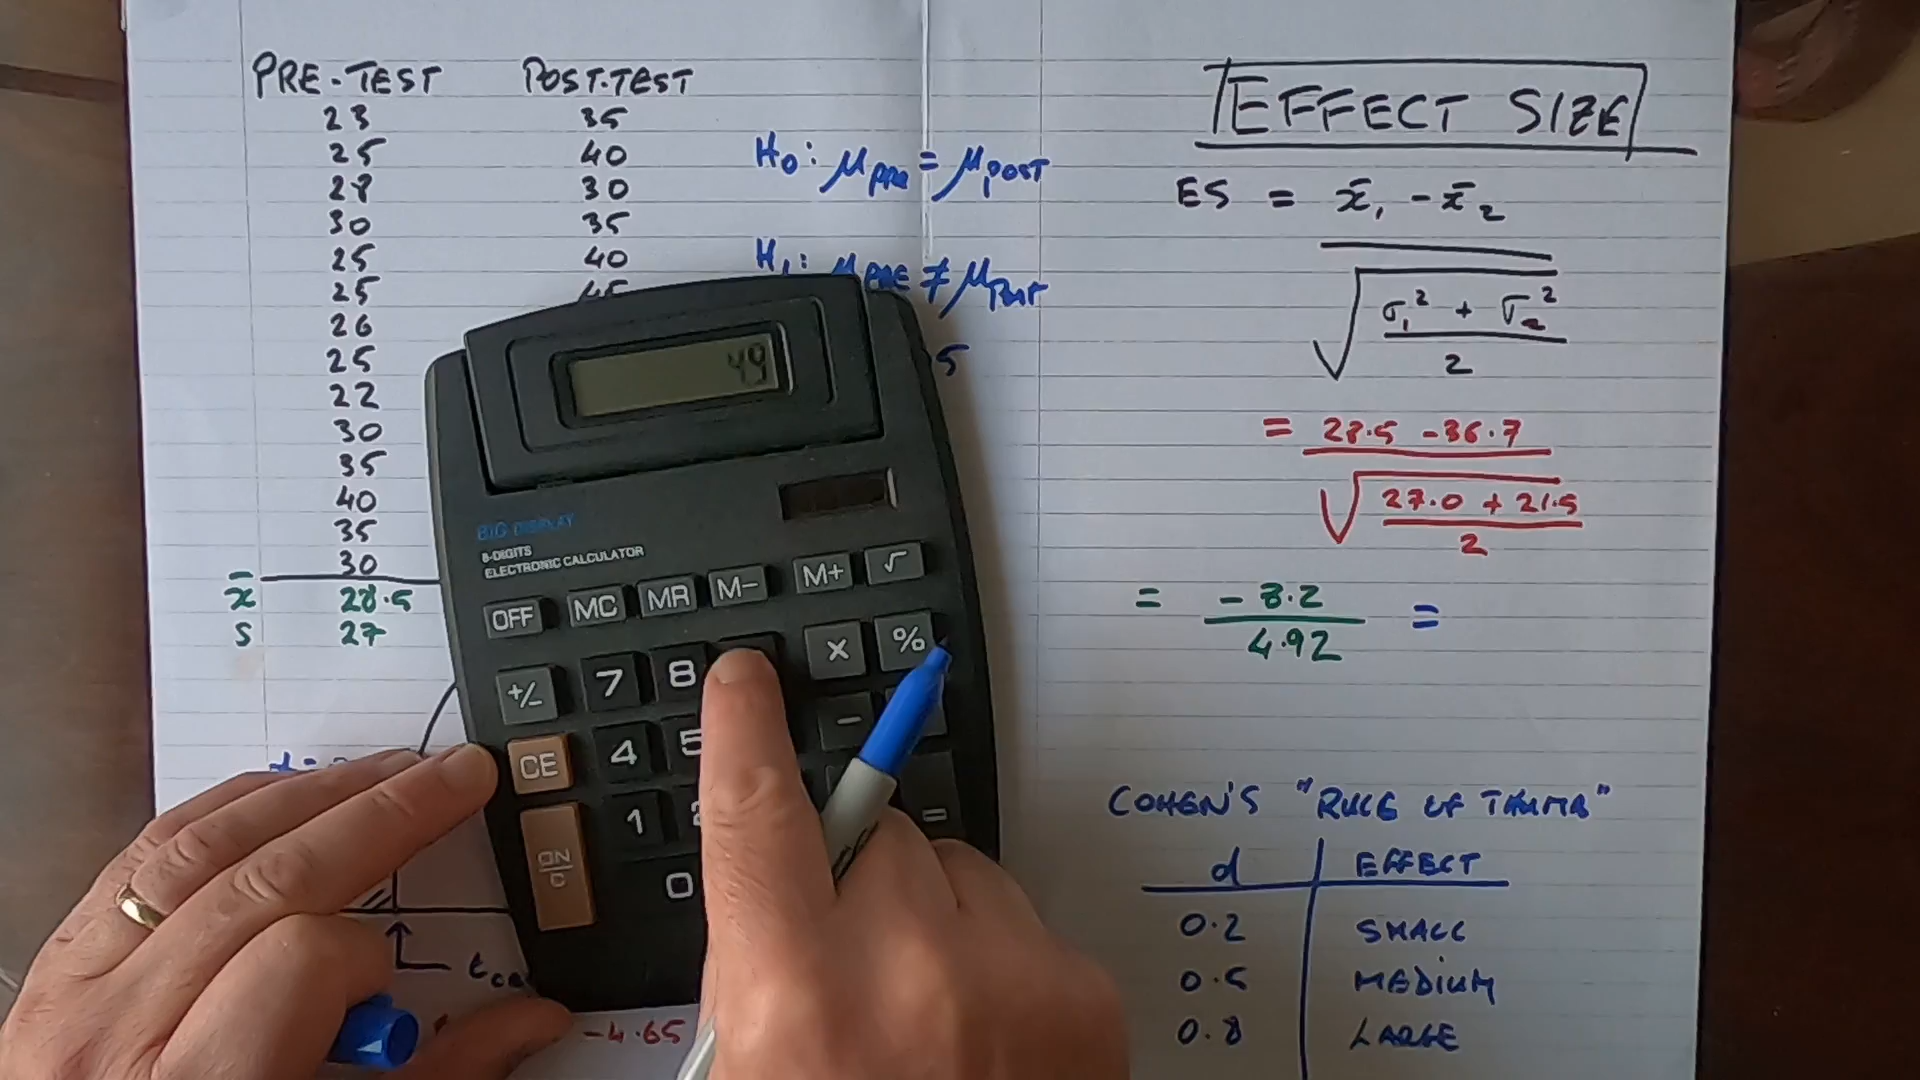 PRE-TEST POST-TEST
23 35
25 40
28 30
30 35
25 40
25 45
26
25
22
30
35
40
35
30
x̄ 28.5
S 27
H₀: μPRE = μPOST
H₁: μPRE ≠ μPOST
5
EFFECT SIZE
ES = x̄₁ - x̄₂
√ σ₁² + σ₂²
2
= 28.5 - 36.7
√ 27.0 + 21.5
2
= -8.2 =
4.92
COHEN'S "RULE OF THUMB"
d EFFECT
0.2 SMALL
0.5 MEDIUM
0.8 LARGE
-4.65
49
BIG DISPLAY
8-DIGITS
ELECTRONIC CALCULATOR
OFF MC MR M- M+ √
+/- 7 8 X %
CE 4 5 -
ON/C 1 2 =
0